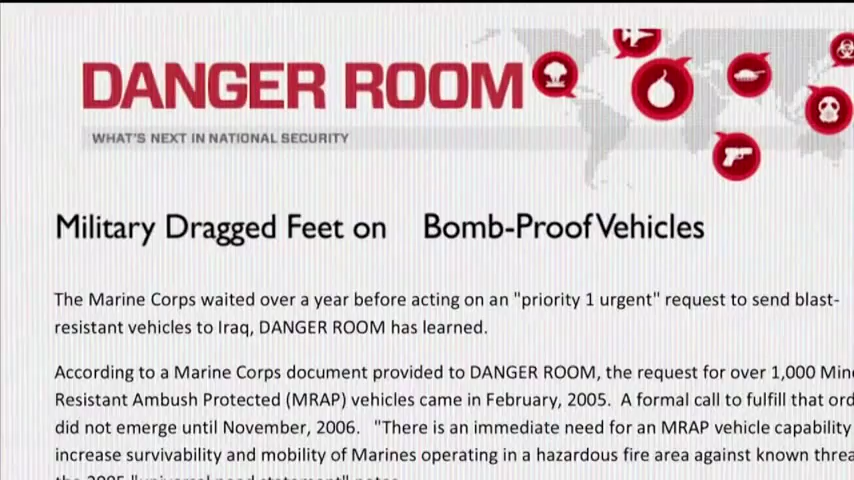 DANGER ROOM
WHAT'S NEXT IN NATIONAL SECURITY
Military Dragged Feet on Bomb-Proof Vehicles
The Marine Corps waited over a year before acting on an "priority 1 urgent" request to send blast-
resistant vehicles to Iraq, DANGER ROOM has learned.
According to a Marine Corps document provided to DANGER ROOM, the request for over 1,000 Mine
Resistant Ambush Protected (MRAP) vehicles came in February, 2005. A formal call to fulfill that
did not emerge until November, 2006. "There is an immediate need for an MRAP vehicle capability
increase survivability and mobility of Marines operating in a hazardous fire area against known